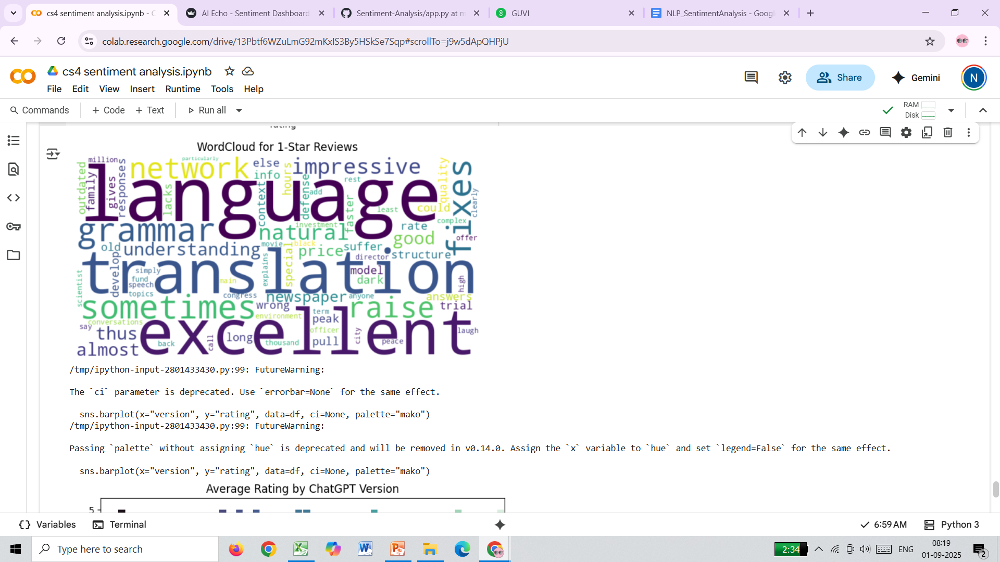 cs4 sentiment analysis.ipynb - C
AI Echo - Sentiment Dashboard
Sentiment-Analysis/app.py at m
GUVI
NLP_SentimentAnalysis - Googl
colab.research.google.com/drive/13Pbtf6WZuLmG92mKxIS3By5HSkSe7Sqp#scrollTo=j9w5dApQHPjU
cs4 sentiment analysis.ipynb
File Edit View Insert Runtime Tools Help
Share
Gemini
N
Commands + Code + Text Run all
RAM
Disk
rating
WordCloud for 1-Star Reviews
million
particularly
network
else
impressive
outdated
family
gives
responses
lacks
info
context
hours
defense
add
rest
faster
quality
fixes
clearly
language
least
could
complex
grammar
natural
investment
rate
good
offer
old
understanding
movie
black
price
suffer
director
structure
develop
explains
special
translation
simply
fund
speech
topics
main
model
dark
high
scientist
congress
newspaper
anyone
answers
sometimes
wrong
environment
term
peak
raise
trial
conversations
say
thus
excellent
officer
city
laugh
back
call
long
thousand
pull
peace
almost
/tmp/ipython-input-2801433430.py:99: FutureWarning:
The `ci` parameter is deprecated. Use `errorbar=None` for the same effect.
sns.barplot(x="version", y="rating", data=df, ci=None, palette="mako")
/tmp/ipython-input-2801433430.py:99: FutureWarning:
Passing `palette` without assigning `hue` is deprecated and will be removed in v0.14.0. Assign the `x` variable to `hue` and set `legend=False` for the same effect.
sns.barplot(x="version", y="rating", data=df, ci=None, palette="mako")
Average Rating by ChatGPT Version
5
Variables
Terminal
6:59 AM
Python 3
Type here to search
2:34
ENG
08:19
01-09-2025
2